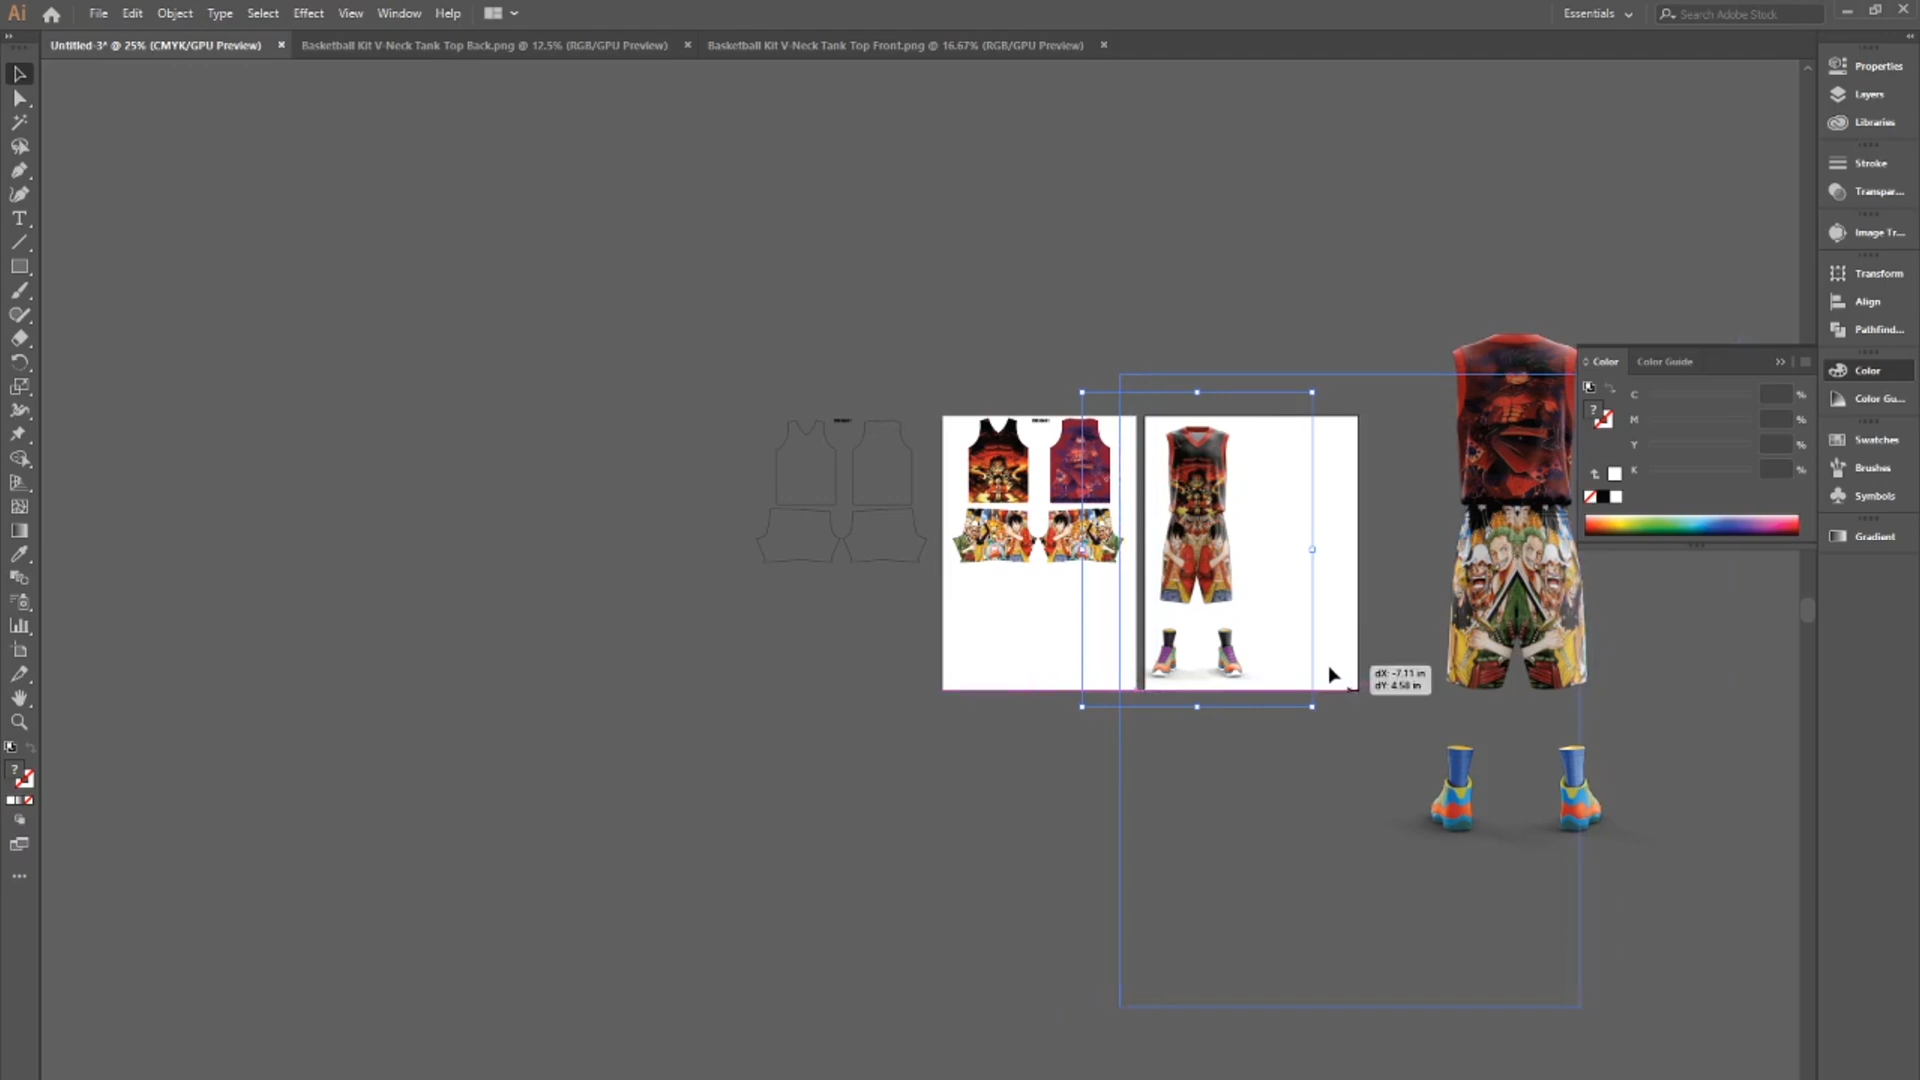 Ai File Edit Object Type Select Effect View Window Help Essentials Search Adobe Stock
Untitled-3* @ 25% (CMYK/GPU Preview) × Basketball Kit V-Neck Tank Top Back.png @ 12.5% (RGB/GPU Preview) × Basketball Kit V-Neck Tank Top Front.png @ 16.67% (RGB/GPU Preview) ×
Properties
Layers
Libraries
Stroke
Transpar...
Image Tr...
Transform
Align
Pathfind...
Color
Color Gu...
Swatches
Brushes
Symbols
Gradient
Color Color Guide
C %
M %
Y %
K %
?
dX: -7.11 in
dY: 4.58 in
?